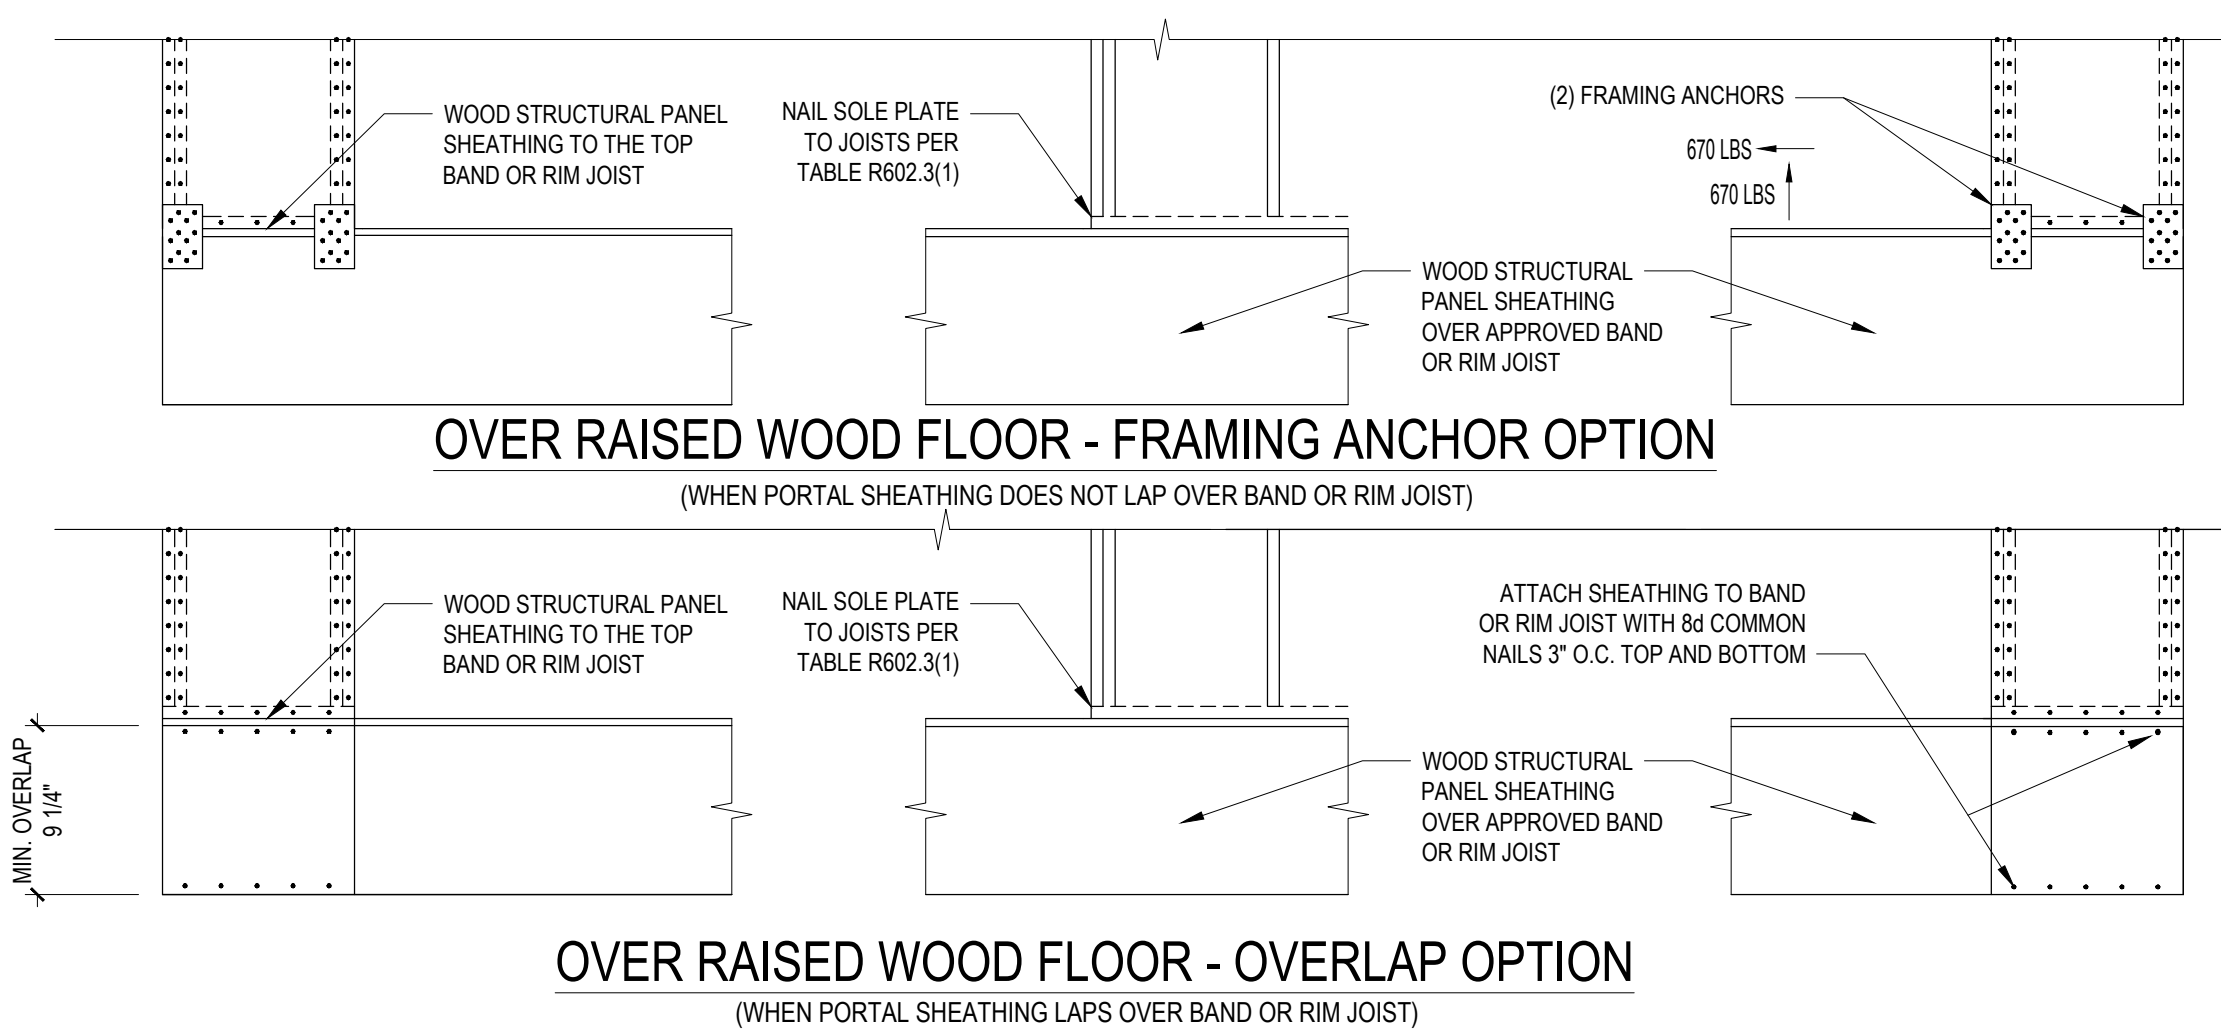 WOOD STRUCTURAL PANEL
SHEATHING TO THE TOP
BAND OR RIM JOIST
NAIL SOLE PLATE
TO JOISTS PER
TABLE R602.3(1)
(2) FRAMING ANCHORS
670 LBS
670 LBS
WOOD STRUCTURAL
PANEL SHEATHING
OVER APPROVED BAND
OR RIM JOIST
OVER RAISED WOOD FLOOR - FRAMING ANCHOR OPTION
(WHEN PORTAL SHEATHING DOES NOT LAP OVER BAND OR RIM JOIST)
WOOD STRUCTURAL PANEL
SHEATHING TO THE TOP
BAND OR RIM JOIST
NAIL SOLE PLATE
TO JOISTS PER
TABLE R602.3(1)
ATTACH SHEATHING TO BAND
OR RIM JOIST WITH 8d COMMON
NAILS 3" O.C. TOP AND BOTTOM
MIN. OVERLAP
9 1/4"
WOOD STRUCTURAL
PANEL SHEATHING
OVER APPROVED BAND
OR RIM JOIST
OVER RAISED WOOD FLOOR - OVERLAP OPTION
(WHEN PORTAL SHEATHING LAPS OVER BAND OR RIM JOIST)